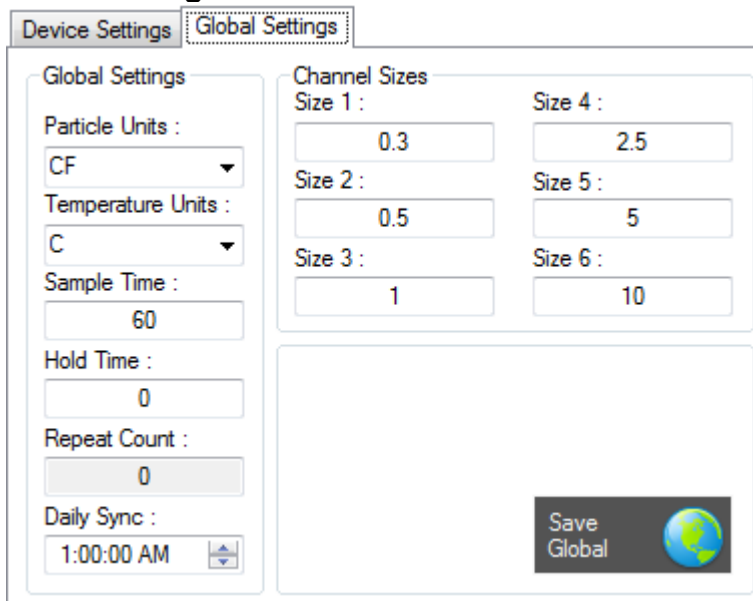 Device Settings
Global Settings
Global Settings
Particle Units :
CF
Temperature Units :
C
Sample Time :
60
Hold Time :
0
Repeat Count :
0
Daily Sync :
1:00:00 AM
Channel Sizes
Size 1 :
0.3
Size 2 :
0.5
Size 3 :
1
Size 4 :
2.5
Size 5 :
5
Size 6 :
10
Save
Global